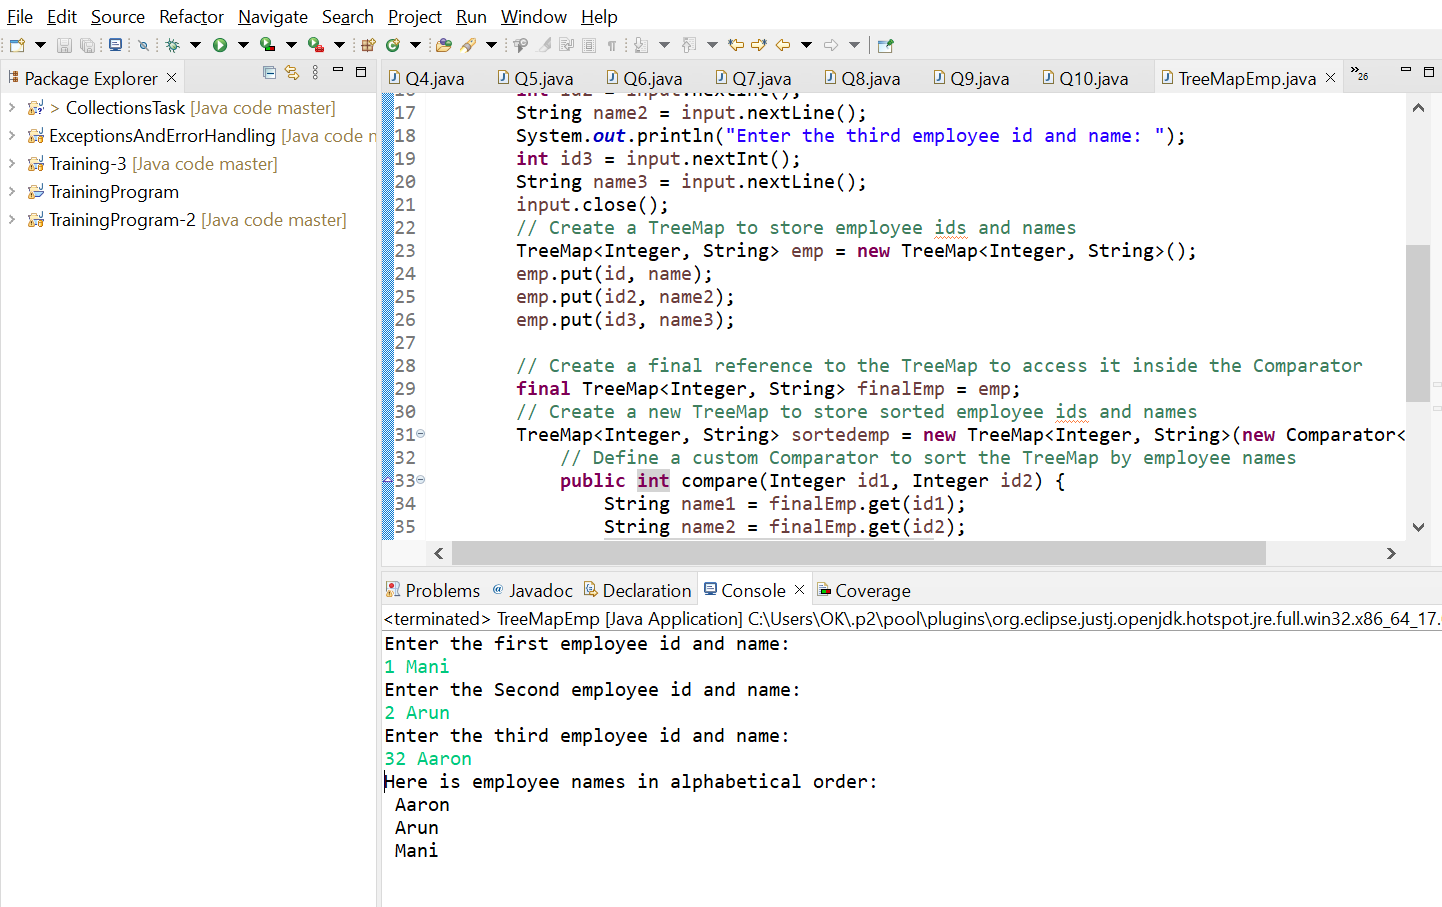 File Edit Source Refactor Navigate Search Project Run Window Help
Package Explorer
> CollectionsTask [Java code master]
ExceptionsAndErrorHandling [Java code
Training-3 [Java code master]
TrainingProgram
TrainingProgram-2 [Java code master]
Q4.java Q5.java Q6.java Q7.java Q8.java Q9.java Q10.java TreeMapEmp.java »26
16 int id2 = input.nextInt();
17 String name2 = input.nextLine();
18 System.out.println("Enter the third employee id and name: ");
19 int id3 = input.nextInt();
20 String name3 = input.nextLine();
21 input.close();
22 // Create a TreeMap to store employee ids and names
23 TreeMap<Integer, String> emp = new TreeMap<Integer, String>();
24 emp.put(id, name);
25 emp.put(id2, name2);
26 emp.put(id3, name3);
27
28 // Create a final reference to the TreeMap to access it inside the Comparator
29 final TreeMap<Integer, String> finalEmp = emp;
30 // Create a new TreeMap to store sorted employee ids and names
31 TreeMap<Integer, String> sortedemp = new TreeMap<Integer, String>(new Comparator<
32 // Define a custom Comparator to sort the TreeMap by employee names
33 public int compare(Integer id1, Integer id2) {
34 String name1 = finalEmp.get(id1);
35 String name2 = finalEmp.get(id2);
Problems @ Javadoc Declaration Console Coverage
<terminated> TreeMapEmp [Java Application] C:\Users\OK\.p2\pool\plugins\org.eclipse.justj.openjdk.hotspot.jre.full.win32.x86_64_17.
Enter the first employee id and name:
1 Mani
Enter the Second employee id and name:
2 Arun
Enter the third employee id and name:
32 Aaron
Here is employee names in alphabetical order:
Aaron
Arun
Mani